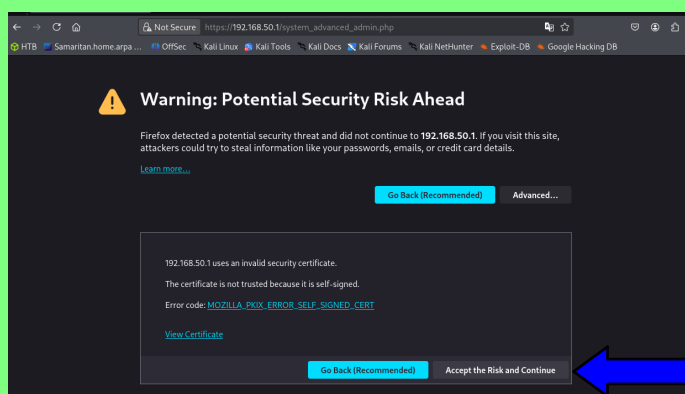 Not Secure https://192.168.50.1/system_advanced_admin.php
HTB Samaritan.home.arpa ... OffSec Kali Linux Kali Tools Kali Docs Kali Forums Kali NetHunter Exploit-DB Google Hacking DB
Warning: Potential Security Risk Ahead
Firefox detected a potential security threat and did not continue to 192.168.50.1. If you visit this site,
attackers could try to steal information like your passwords, emails, or credit card details.
Learn more...
Go Back (Recommended) Advanced...
192.168.50.1 uses an invalid security certificate.
The certificate is not trusted because it is self-signed.
Error code: MOZILLA_PKIX_ERROR_SELF_SIGNED_CERT
View Certificate
Go Back (Recommended) Accept the Risk and Continue